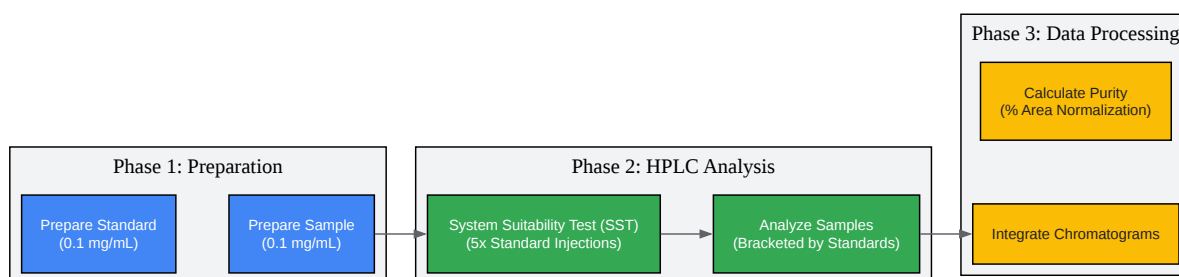 Phase 1: Preparation
Prepare Standard
(0.1 mg/mL)
Prepare Sample
(0.1 mg/mL)
Phase 2: HPLC Analysis
System Suitability Test (SST)
(5x Standard Injections)
Analyze Samples
(Bracketed by Standards)
Phase 3: Data Processing
Calculate Purity
(% Area Normalization)
Integrate Chromatograms